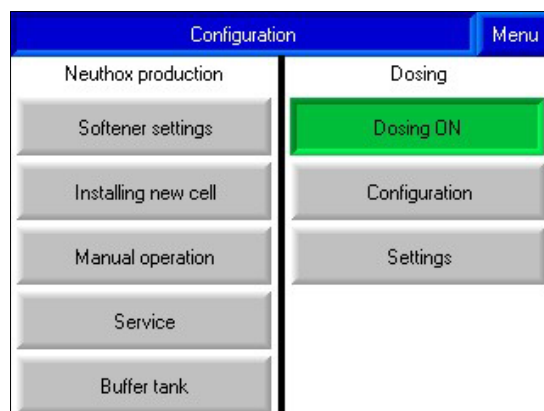 Configuration
Menu
Neuthox production
Dosing
Softener settings
Dosing ON
Installing new cell
Configuration
Manual operation
Settings
Service
Buffer tank